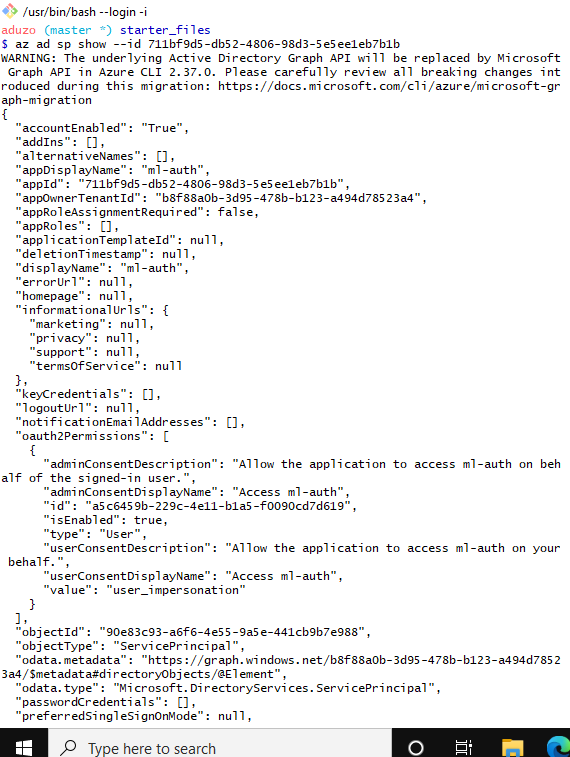 /usr/bin/bash --login -i
aduzo (master *) starter_files
$ az ad sp show --id 711bf9d5-db52-4806-98d3-5e5ee1eb7b1b
WARNING: The underlying Active Directory Graph API will be replaced by Microsoft
 Graph API in Azure CLI 2.37.0. Please carefully review all breaking changes int
roduced during this migration: https://docs.microsoft.com/cli/azure/microsoft-gr
aph-migration
{
  "accountEnabled": "True",
  "addIns": [],
  "alternativeNames": [],
  "appDisplayName": "ml-auth",
  "appId": "711bf9d5-db52-4806-98d3-5e5ee1eb7b1b",
  "appOwnerTenantId": "b8f88a0b-3d95-478b-b123-a494d78523a4",
  "appRoleAssignmentRequired": false,
  "appRoles": [],
  "applicationTemplateId": null,
  "deletionTimestamp": null,
  "displayName": "ml-auth",
  "errorUrl": null,
  "homepage": null,
  "informationalUrls": {
    "marketing": null,
    "privacy": null,
    "support": null,
    "termsOfService": null
  },
  "keyCredentials": [],
  "logoutUrl": null,
  "notificationEmailAddresses": [],
  "oauth2Permissions": [
    {
      "adminConsentDescription": "Allow the application to access ml-auth on beh
alf of the signed-in user.",
      "adminConsentDisplayName": "Access ml-auth",
      "id": "a5c6459b-229c-4e11-b1a5-f0090cd7d619",
      "isEnabled": true,
      "type": "User",
      "userConsentDescription": "Allow the application to access ml-auth on your
 behalf.",
      "userConsentDisplayName": "Access ml-auth",
      "value": "user_impersonation"
    }
  ],
  "objectId": "90e83c93-a6f6-4e55-9a5e-441cb9b7e988",
  "objectType": "ServicePrincipal",
  "odata.metadata": "https://graph.windows.net/b8f88a0b-3d95-478b-b123-a494d7852
3a4/$metadata#directoryObjects/@Element",
  "odata.type": "Microsoft.DirectoryServices.ServicePrincipal",
  "passwordCredentials": [],
  "preferredSingleSignOnMode": null,
Type here to search